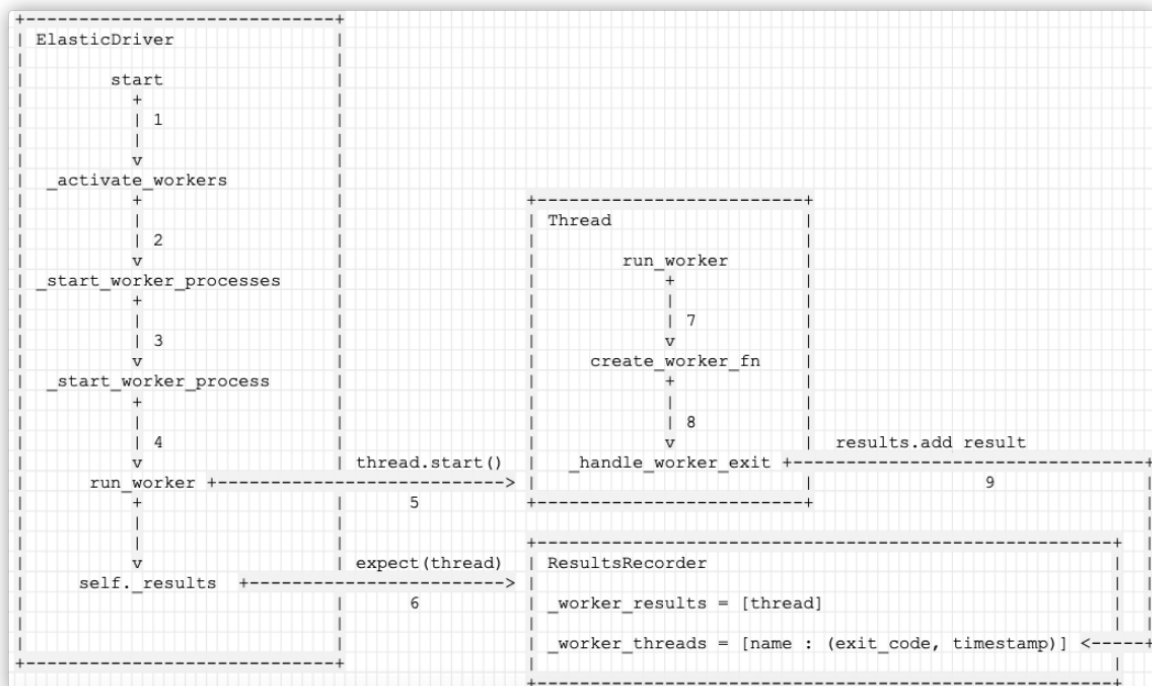 ElasticDriver
start
1
_activate_workers
2
_start_worker_processes
3
_start_worker_process
4
run_worker
thread.start()
5
self._results
expect(thread)
6
Thread
run_worker
7
create_worker_fn
8
_handle_worker_exit
results.add result
9
ResultsRecorder
_worker_results = [thread]
_worker_threads = [name : (exit_code, timestamp)]